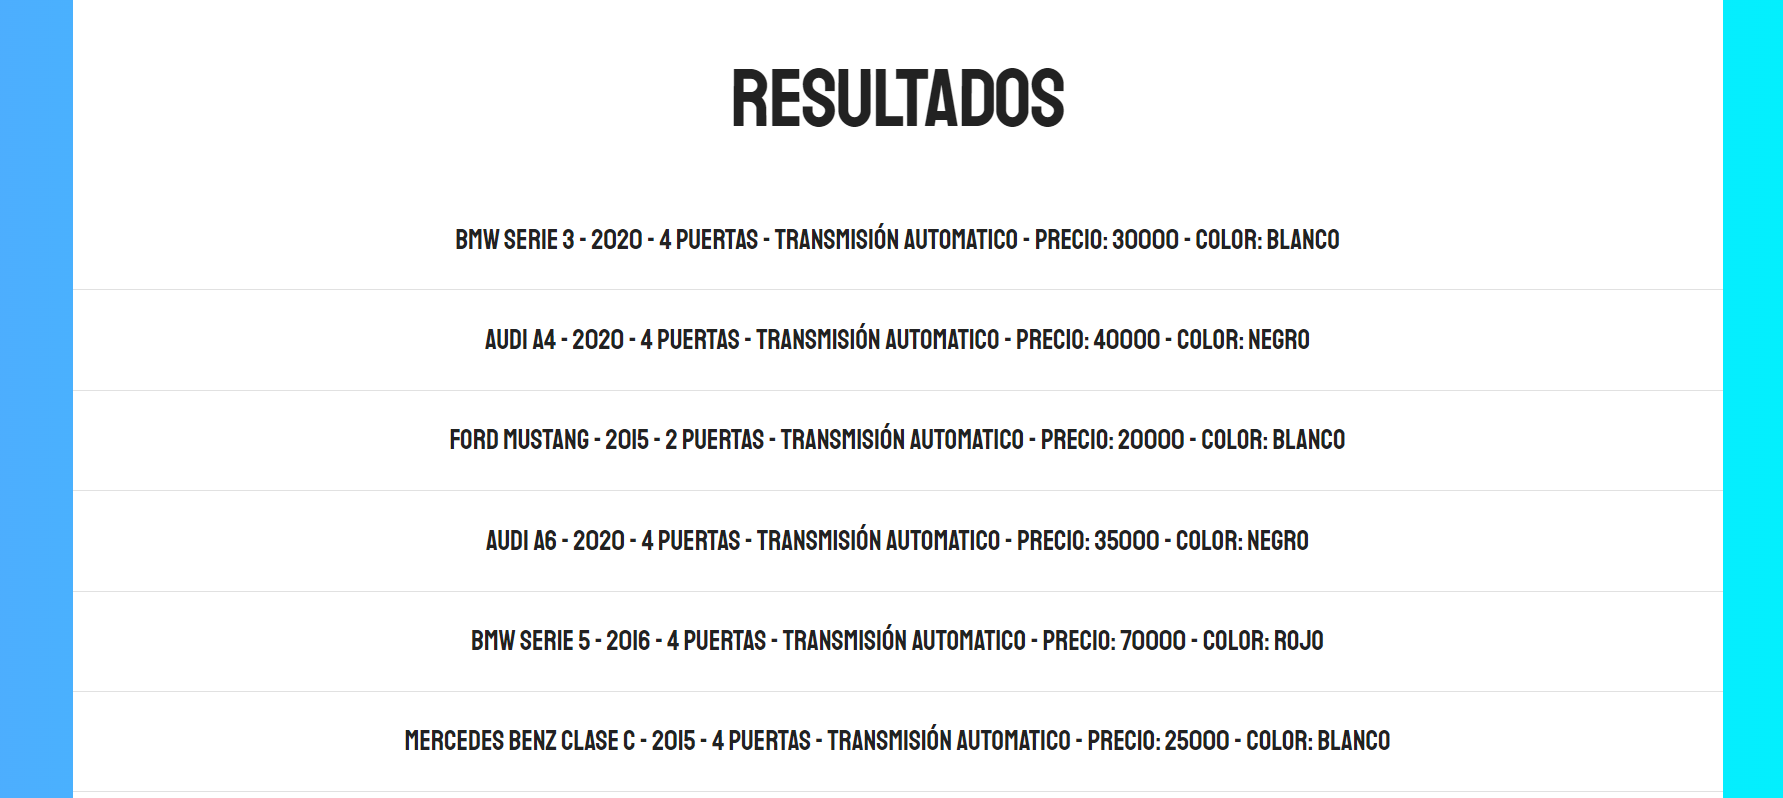 RESULTADOS
BMW SERIE 3 - 2020 - 4 PUERTAS - TRANSMISIÓN AUTOMATICO - PRECIO: 30000 - COLOR: BLANCO
AUDI A4 - 2020 - 4 PUERTAS - TRANSMISIÓN AUTOMATICO - PRECIO: 40000 - COLOR: NEGRO
FORD MUSTANG - 2015 - 2 PUERTAS - TRANSMISIÓN AUTOMATICO - PRECIO: 20000 - COLOR: BLANCO
AUDI A6 - 2020 - 4 PUERTAS - TRANSMISIÓN AUTOMATICO - PRECIO: 35000 - COLOR: NEGRO
BMW SERIE 5 - 2016 - 4 PUERTAS - TRANSMISIÓN AUTOMATICO - PRECIO: 70000 - COLOR: ROJO
MERCEDES BENZ CLASE C - 2015 - 4 PUERTAS - TRANSMISIÓN AUTOMATICO - PRECIO: 25000 - COLOR: BLANCO